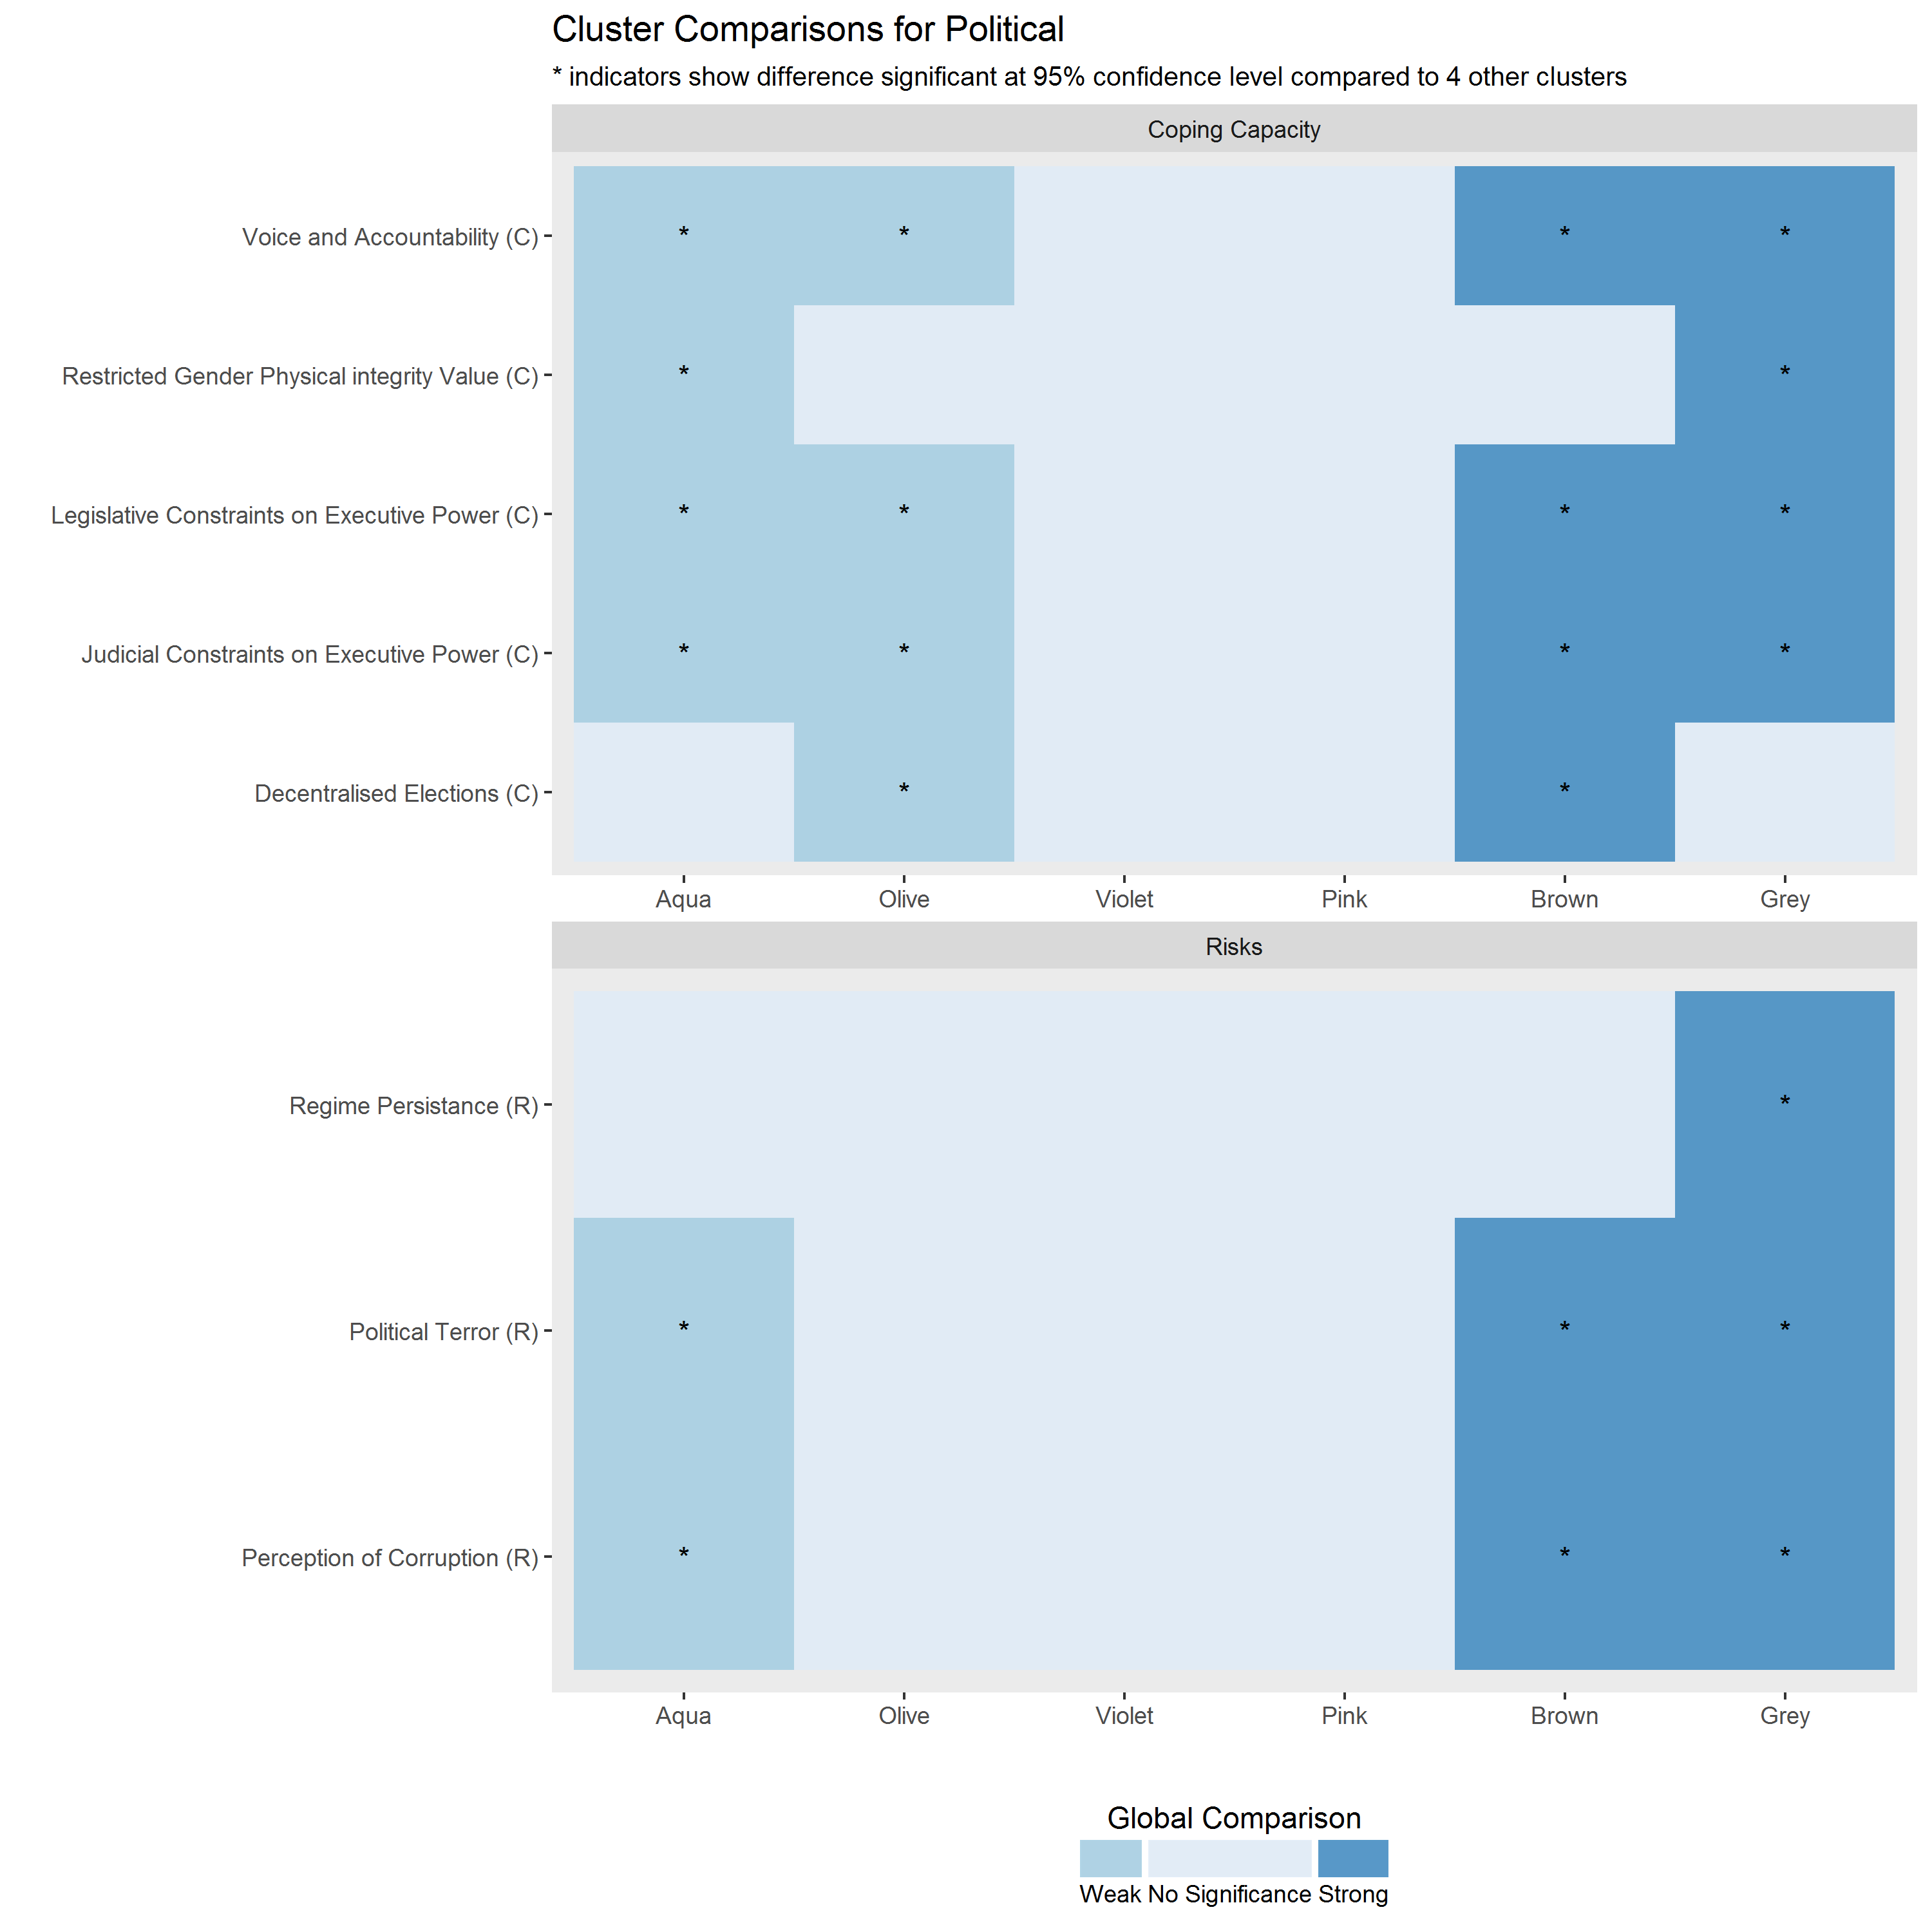 Cluster Comparisons for Political
* indicators show difference significant at 95% confidence level compared to 4 other clusters
Coping Capacity
Voice and Accountability (C) * * * *
Restricted Gender Physical integrity Value (C) * *
Legislative Constraints on Executive Power (C) * * * *
Judicial Constraints on Executive Power (C) * * * *
Decentralised Elections (C) * *
Aqua Olive Violet Pink Brown Grey
Risks
Regime Persistance (R) *
Political Terror (R) * * *
Perception of Corruption (R) * * *
Aqua Olive Violet Pink Brown Grey
Global Comparison
Weak No Significance Strong